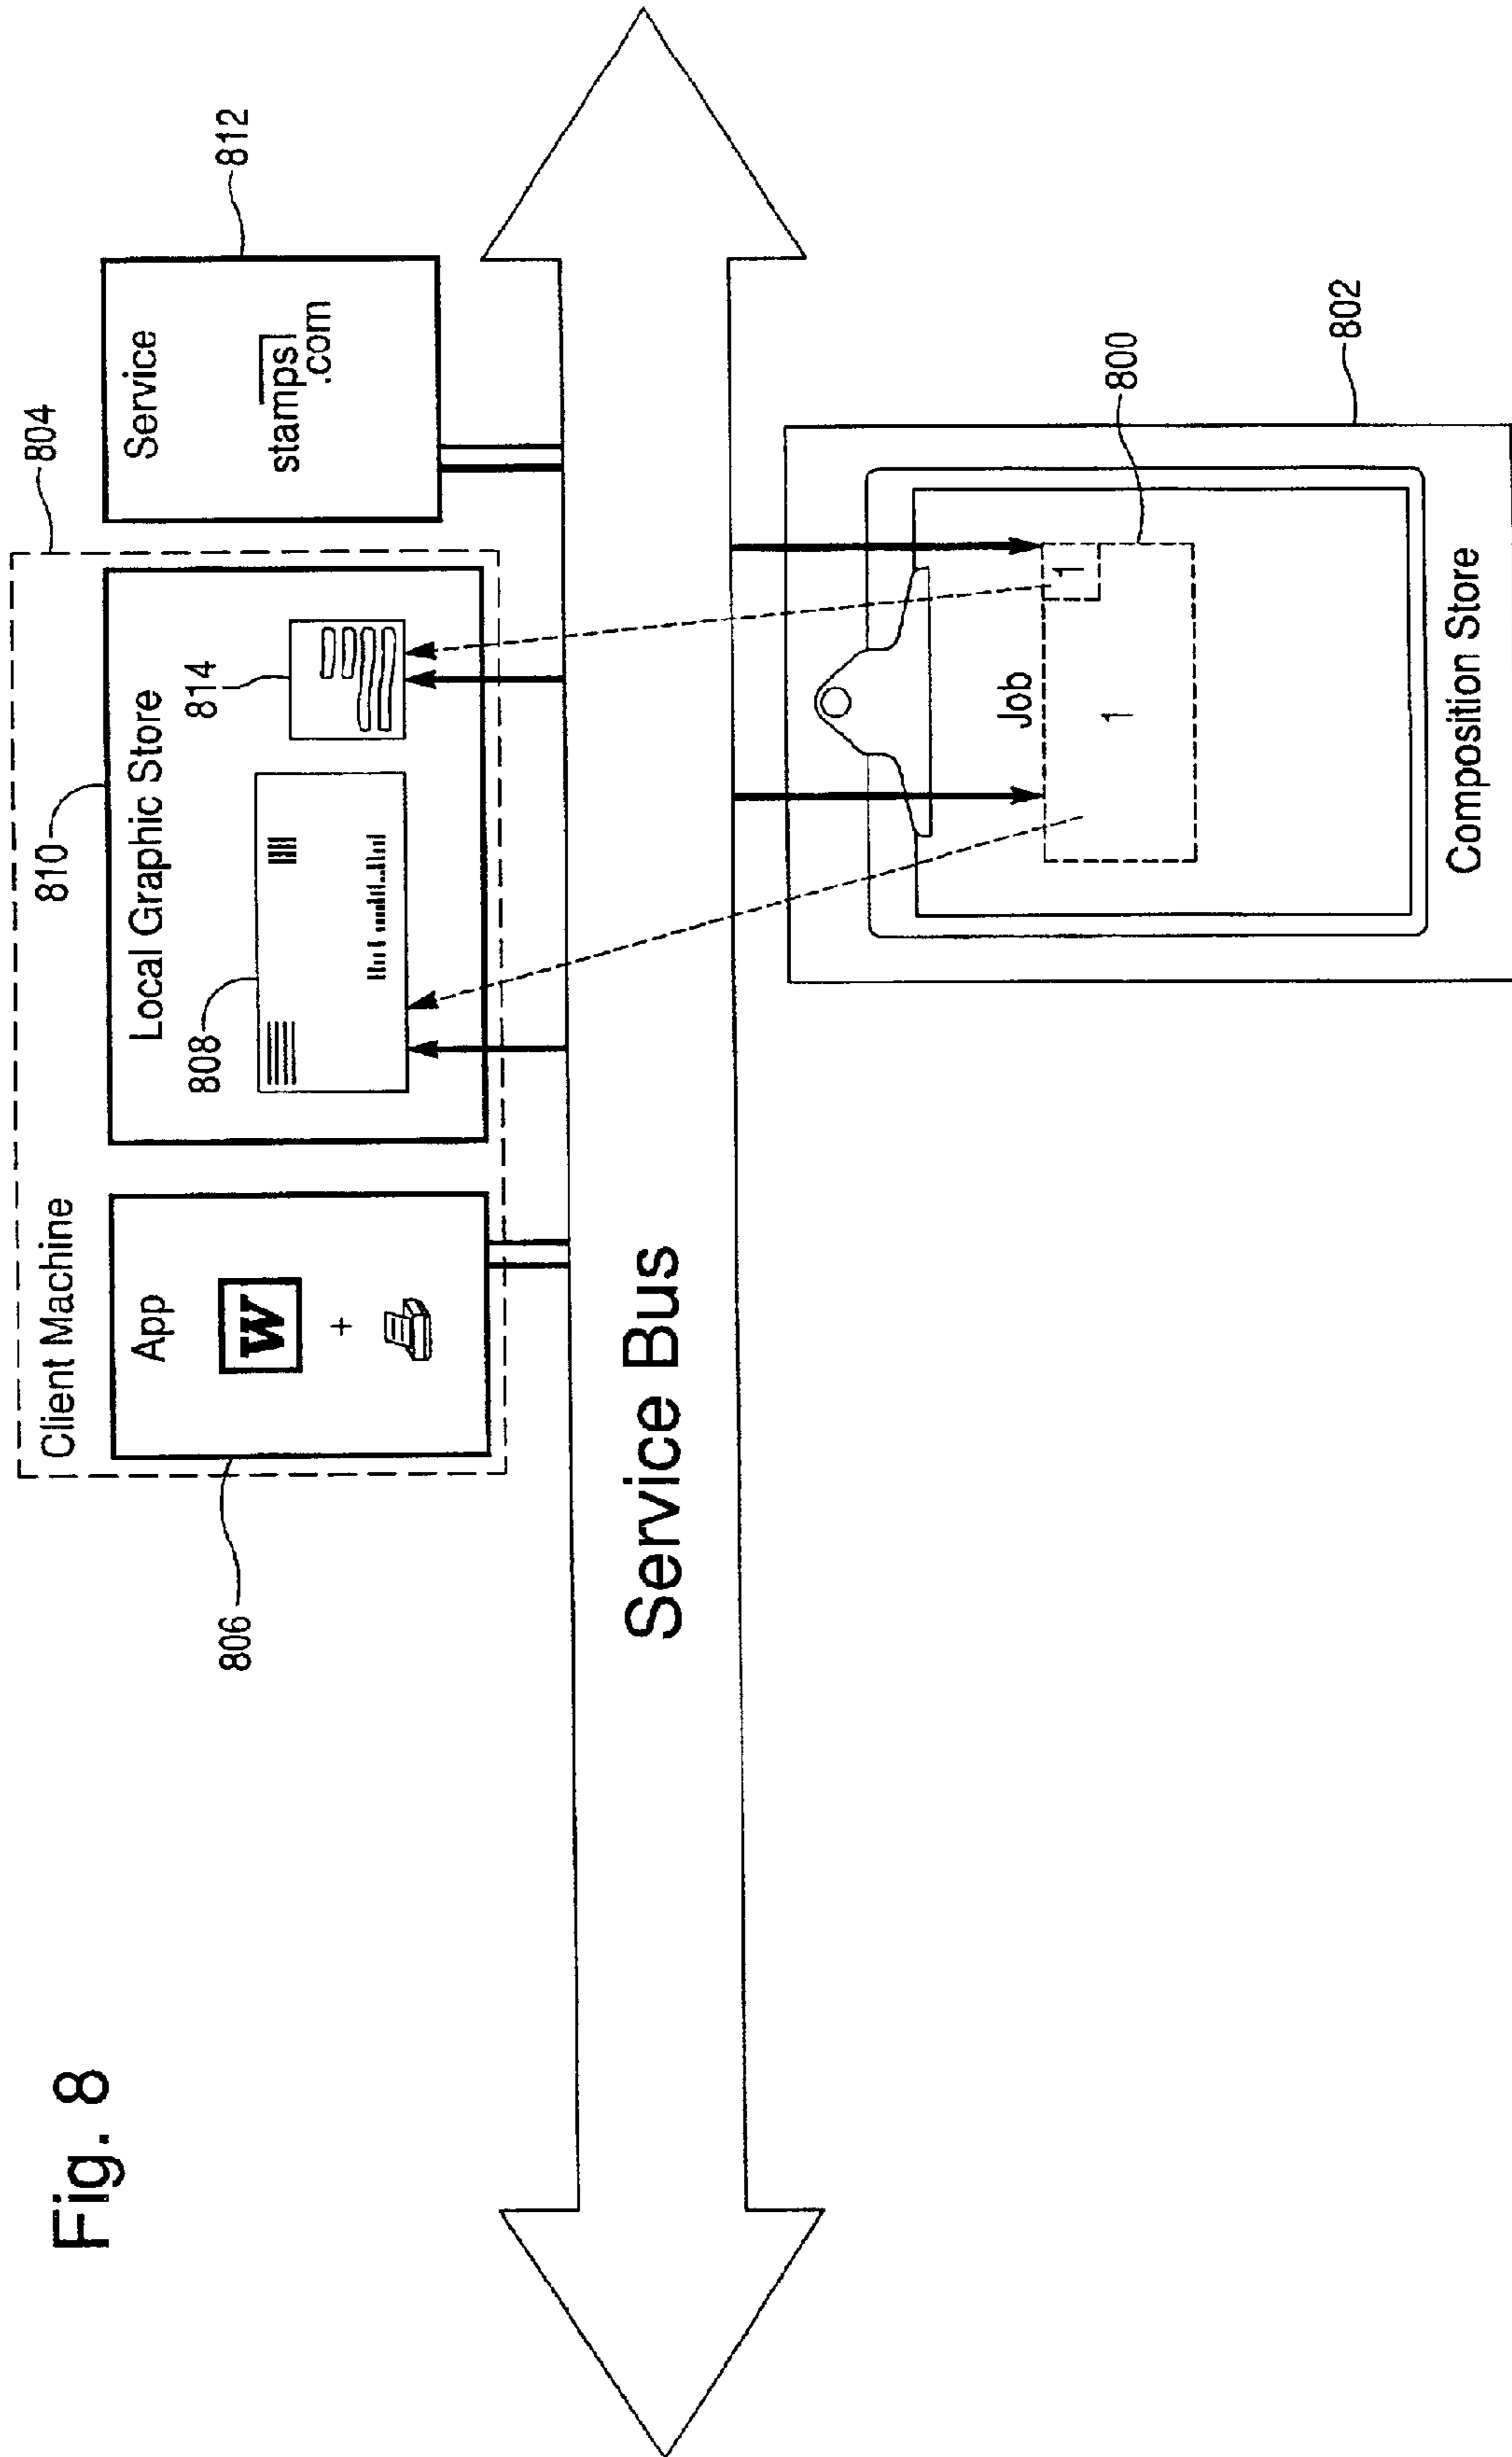 Fig. 8
Client Machine
804
806
App
W
+
810
Local Graphic Store
808
814
812
Service
stamps
.com
Service Bus
Job
1
1
800
802
Composition Store